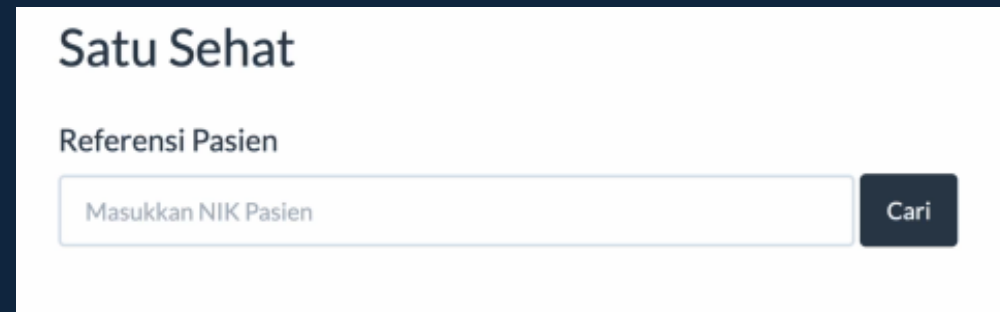 Satu Sehat
Referensi Pasien
Masukkan NIK Pasien
Cari